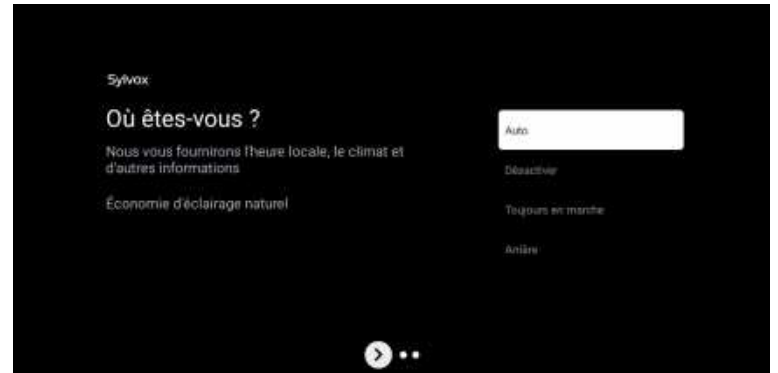 Sylvox
Où êtes-vous ?
Nous vous fournirons l'heure locale, le climat et
d'autres informations
Économie d'éclairage naturel
Auto
Désactiver
Toujours en marche
Arrière